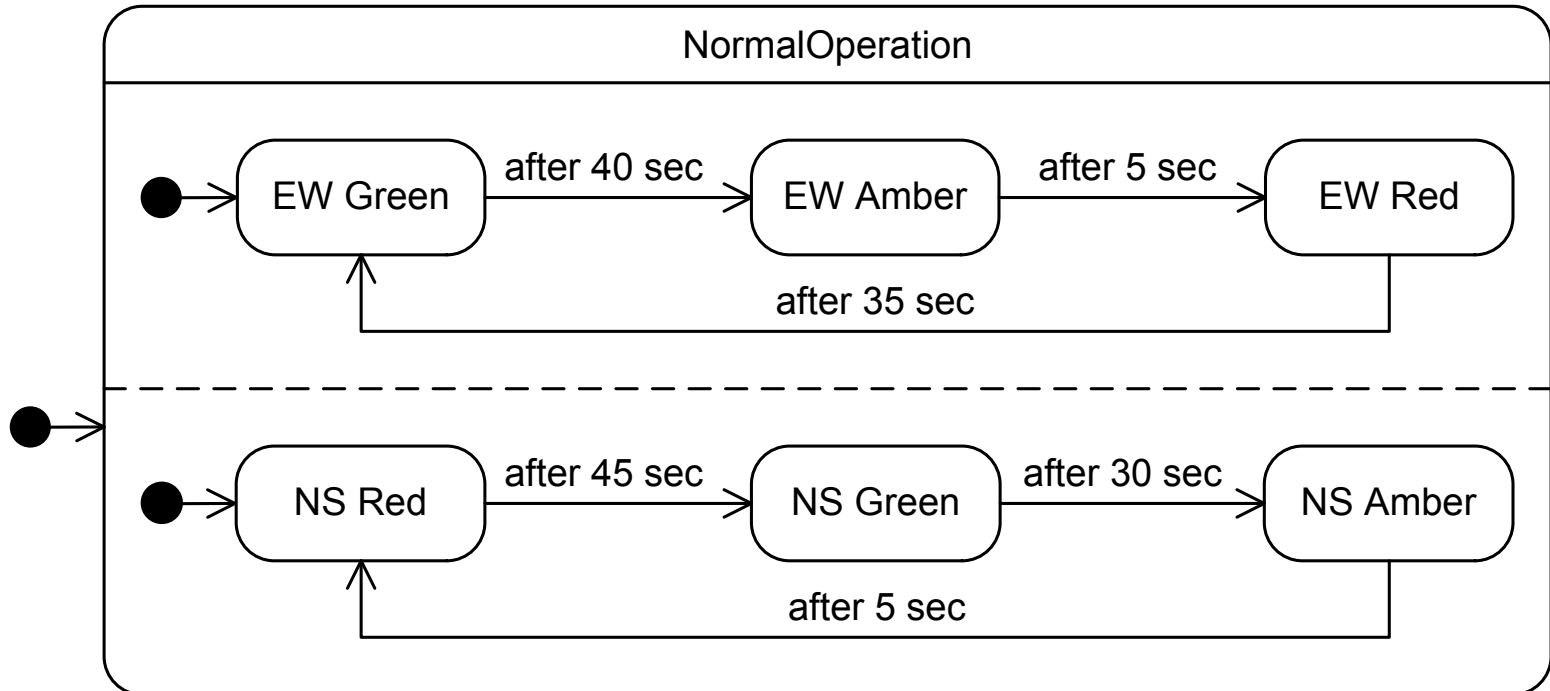 NormalOperation
EW Green
after 40 sec
EW Amber
after 5 sec
EW Red
after 35 sec
NS Red
after 45 sec
NS Green
after 30 sec
NS Amber
after 5 sec